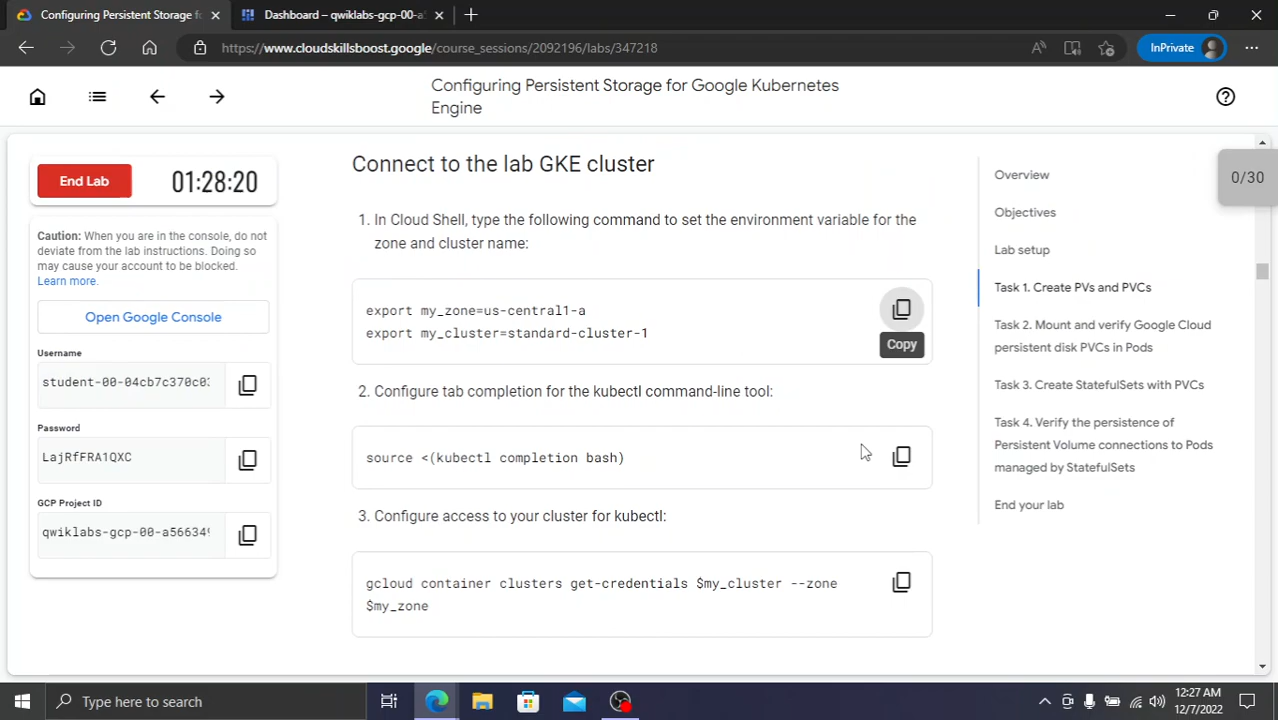 Configuring Persistent Storage fo
Dashboard – qwiklabs-gcp-00-a5
https://www.cloudskillsboost.google/course_sessions/2092196/labs/347218
InPrivate
Configuring Persistent Storage for Google Kubernetes
Engine
End Lab
01:28:20
Caution: When you are in the console, do not
deviate from the lab instructions. Doing so
may cause your account to be blocked.
Learn more.
Open Google Console
Username
student-00-04cb7c370c0
Password
LajRfFRA1QXC
GCP Project ID
qwiklabs-gcp-00-a56634
Connect to the lab GKE cluster
1. In Cloud Shell, type the following command to set the environment variable for the
zone and cluster name:
export my_zone=us-central1-a
export my_cluster=standard-cluster-1
Copy
2. Configure tab completion for the kubectl command-line tool:
source <(kubectl completion bash)
3. Configure access to your cluster for kubectl:
gcloud container clusters get-credentials $my_cluster --zone
$my_zone
Overview
Objectives
Lab setup
Task 1. Create PVs and PVCs
Task 2. Mount and verify Google Cloud
persistent disk PVCs in Pods
Task 3. Create StatefulSets with PVCs
Task 4. Verify the persistence of
Persistent Volume connections to Pods
managed by StatefulSets
End your lab
0/30
Type here to search
12:27 AM
12/7/2022